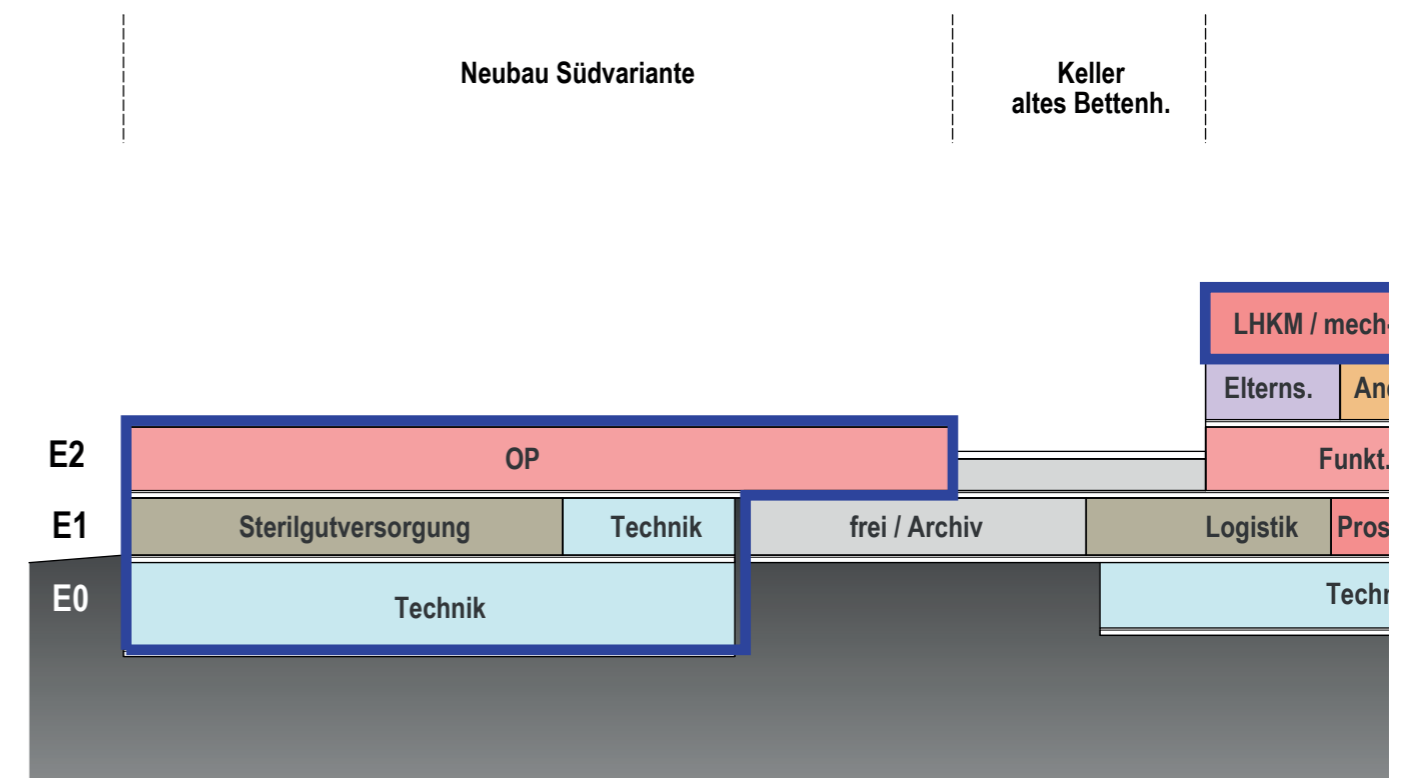 Neubau Südvariante
Keller
altes Bettenh.
LHKM / mech-
Elterns.
E2
OP
Funkt.
E1
Sterilgutversorgung
Technik
frei / Archiv
Logistik
E0
Technik